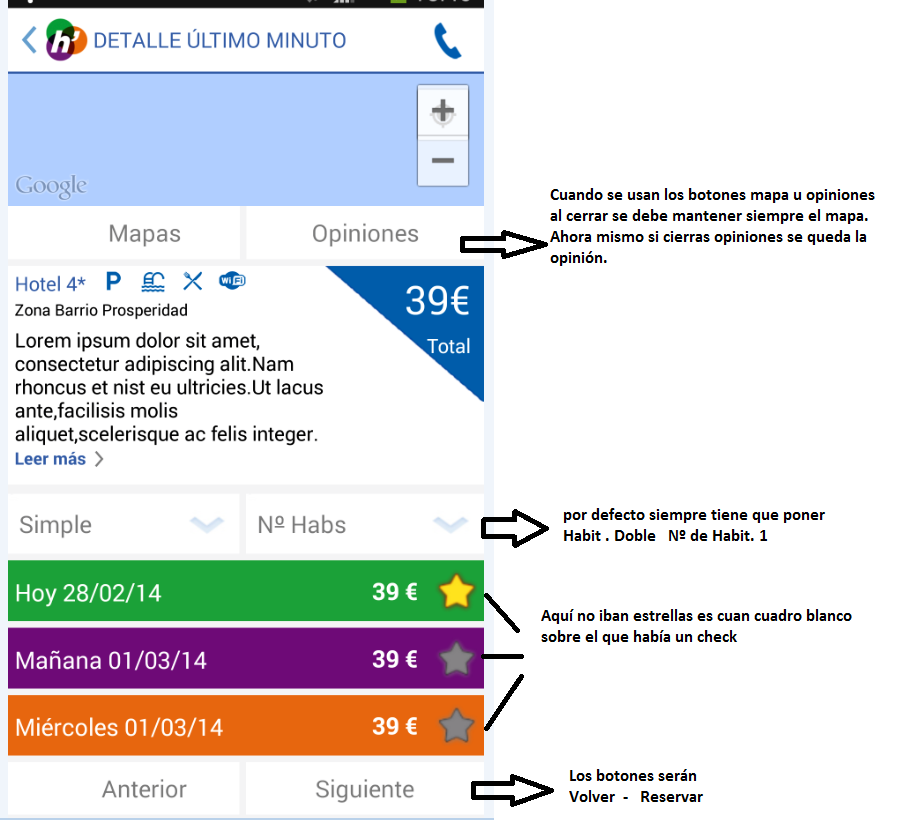 DETALLE ÚLTIMO MINUTO
Google
Mapas
Opiniones
Cuando se usan los botones mapa u opiniones
al cerrar se debe mantener siempre el mapa.
Ahora mismo si cierras opiniones se queda la
opinión.
Hotel 4*
P
WiFi
Zona Barrio Prosperidad
39€
Total
Lorem ipsum dolor sit amet,
consectetur adipiscing alit.Nam
rhoncus et nist eu ultricies.Ut lacus
ante,facilisis molis
aliquet,scelerisque ac felis integer.
Leer más
Simple
Nº Habs
por defecto siempre tiene que poner
Habit . Doble Nº de Habit. 1
Hoy 28/02/14 39 €
Mañana 01/03/14 39 €
Miércoles 01/03/14 39 €
Aquí no iban estrellas es cuan cuadro blanco
sobre el que había un check
Anterior
Siguiente
Los botones serán
Volver - Reservar